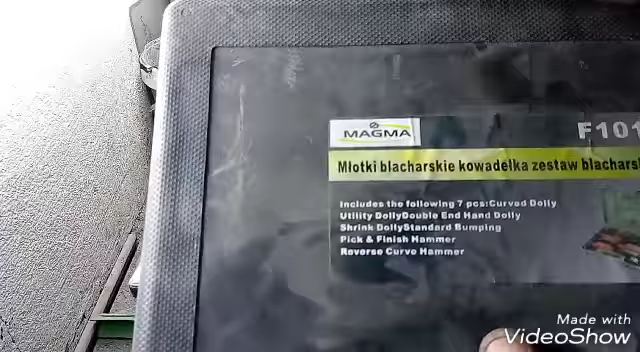 MAGMA
F101
Młotki blacharskie kowadełka zestaw blachars
Includes the following 7 pcs:Curved Dolly
Utility DollyDouble End Hand Dolly
Shrink DollyStandard Bumping
Pick & Finish Hammer
Reverse Curve Hammer
Made with
VideoShow